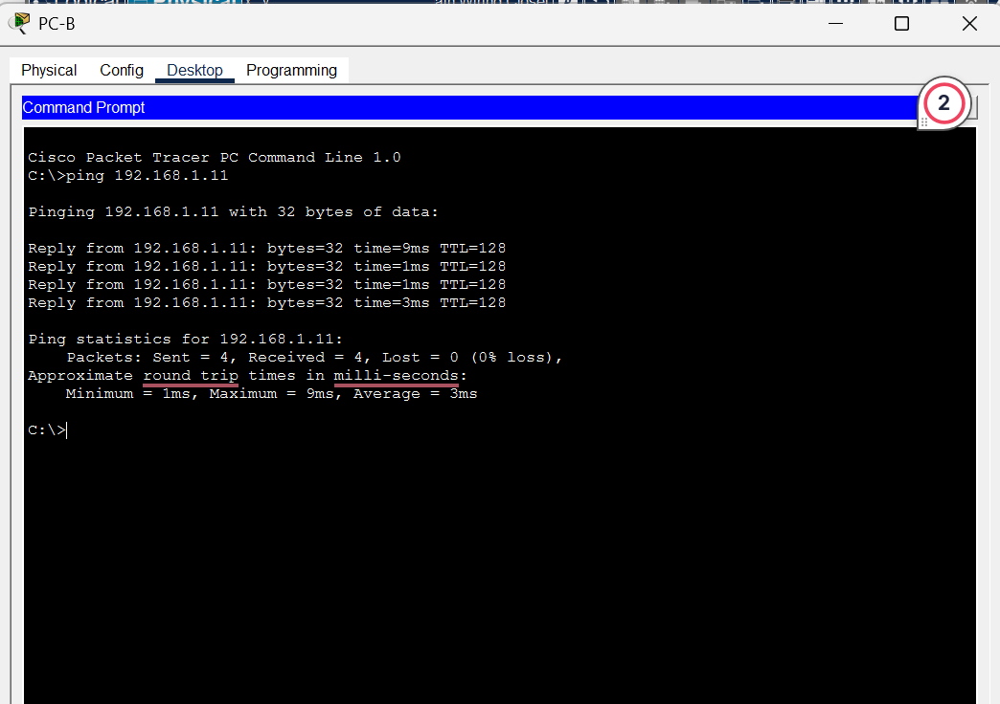 PC-B
Physical Config Desktop Programming
Command Prompt
2
Cisco Packet Tracer PC Command Line 1.0
C:\>ping 192.168.1.11
Pinging 192.168.1.11 with 32 bytes of data:
Reply from 192.168.1.11: bytes=32 time=9ms TTL=128
Reply from 192.168.1.11: bytes=32 time=1ms TTL=128
Reply from 192.168.1.11: bytes=32 time=1ms TTL=128
Reply from 192.168.1.11: bytes=32 time=3ms TTL=128
Ping statistics for 192.168.1.11:
Packets: Sent = 4, Received = 4, Lost = 0 (0% loss),
Approximate round trip times in milli-seconds:
Minimum = 1ms, Maximum = 9ms, Average = 3ms
C:\>